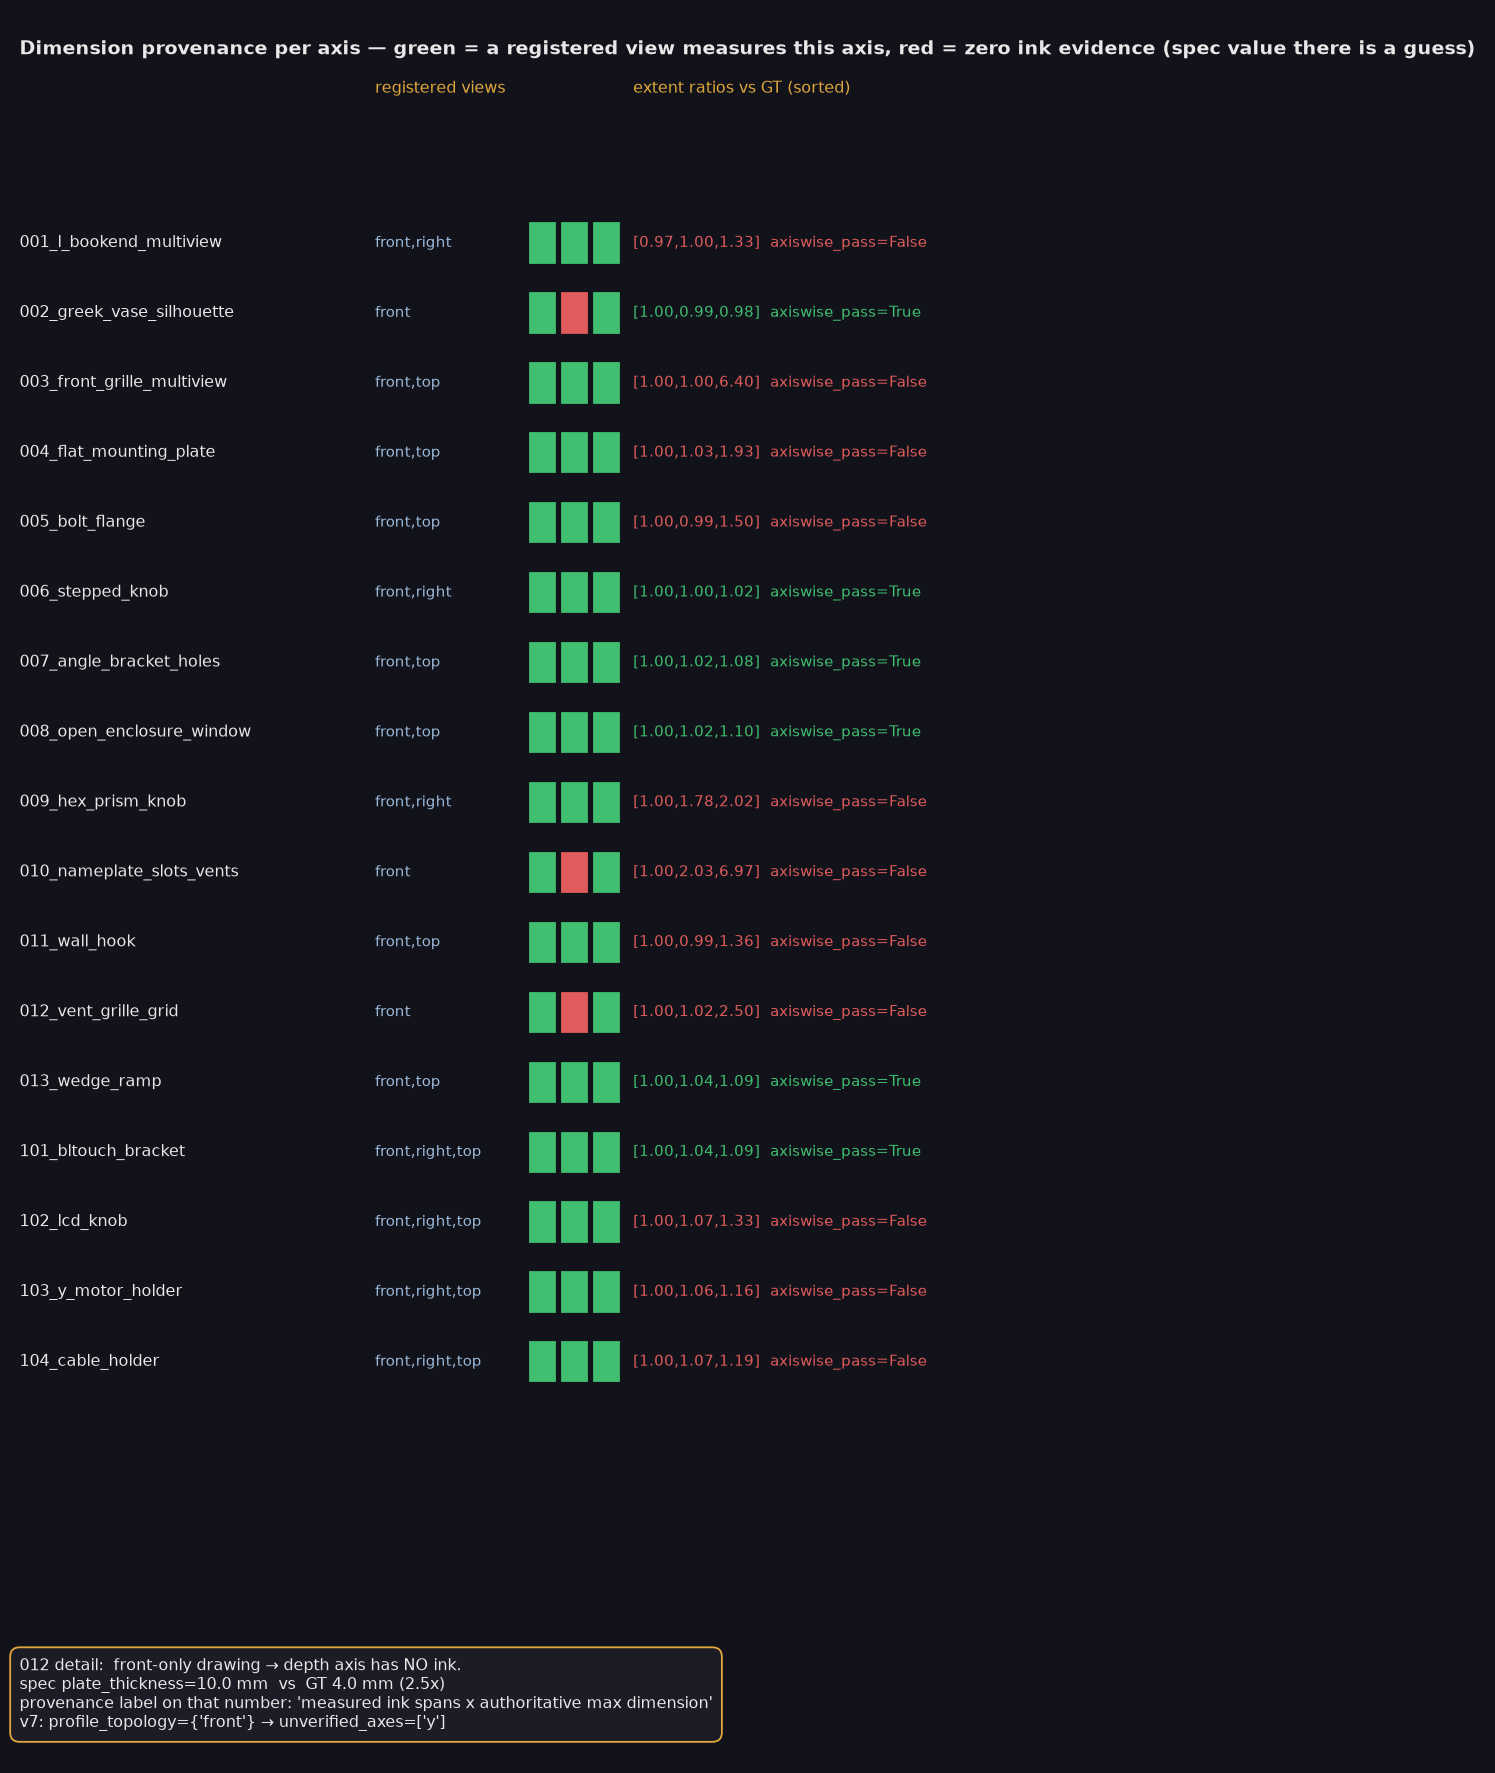 Dimension provenance per axis — green = a registered view measures this axis, red = zero ink evidence (spec value there is a guess)
registered views extent ratios vs GT (sorted)
001_l_bookend_multiview front,right [0.97,1.00,1.33] axiswise_pass=False
002_greek_vase_silhouette front [1.00,0.99,0.98] axiswise_pass=True
003_front_grille_multiview front,top [1.00,1.00,6.40] axiswise_pass=False
004_flat_mounting_plate front,top [1.00,1.03,1.93] axiswise_pass=False
005_bolt_flange front,top [1.00,0.99,1.50] axiswise_pass=False
006_stepped_knob front,right [1.00,1.00,1.02] axiswise_pass=True
007_angle_bracket_holes front,top [1.00,1.02,1.08] axiswise_pass=True
008_open_enclosure_window front,top [1.00,1.02,1.10] axiswise_pass=True
009_hex_prism_knob front,right [1.00,1.78,2.02] axiswise_pass=False
010_nameplate_slots_vents front [1.00,2.03,6.97] axiswise_pass=False
011_wall_hook front,top [1.00,0.99,1.36] axiswise_pass=False
012_vent_grille_grid front [1.00,1.02,2.50] axiswise_pass=False
013_wedge_ramp front,top [1.00,1.04,1.09] axiswise_pass=True
101_bltouch_bracket front,right,top [1.00,1.04,1.09] axiswise_pass=True
102_lcd_knob front,right,top [1.00,1.07,1.33] axiswise_pass=False
103_y_motor_holder front,right,top [1.00,1.06,1.16] axiswise_pass=False
104_cable_holder front,right,top [1.00,1.07,1.19] axiswise_pass=False
012 detail:  front-only drawing → depth axis has NO ink.
spec plate_thickness=10.0 mm  vs  GT 4.0 mm (2.5x)
provenance label on that number: 'measured ink spans x authoritative max dimension'
v7: profile_topology={'front'} → unverified_axes=['y']